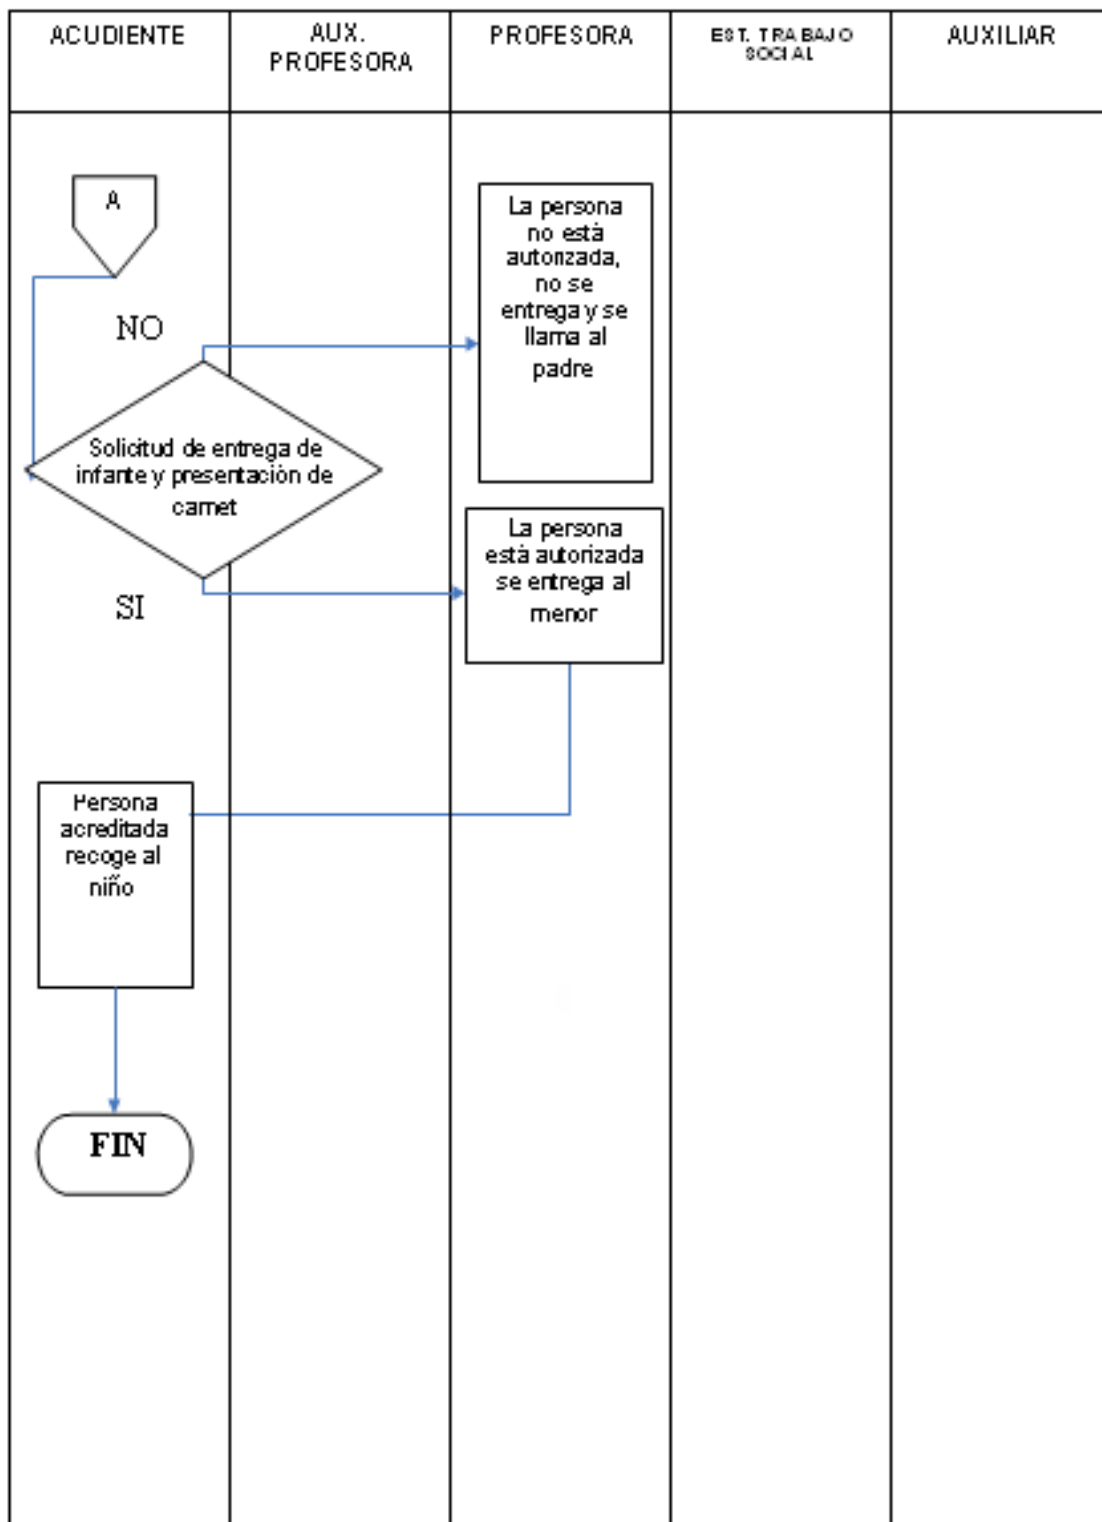 ACUDIENTE
AUX.
PROFESORA
PROFESORA
EST. TRABAJO
SOCIAL
AUXILIAR
A
La persona
no está
autorizada,
no se
entrega y se
llama al
padre
NO
Solicitud de entrega de
infante y presentación de
carnet
La persona
está autorizada
se entrega al
menor
SI
Persona
acreditada
recoge al
niño
FIN